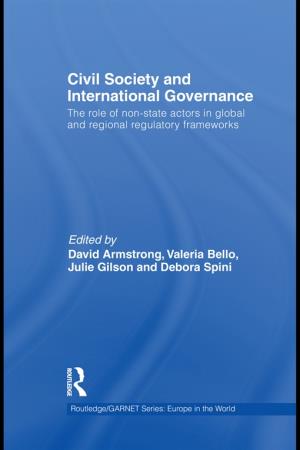 Civil Society and
International Governance
The role of non-state actors in global
and regional regulatory frameworks
Edited by
David Armstrong, Valeria Bello,
Julie Gilson and Debora Spini
ROUTLEDGE
Routledge/GARNET Series: Europe in the World